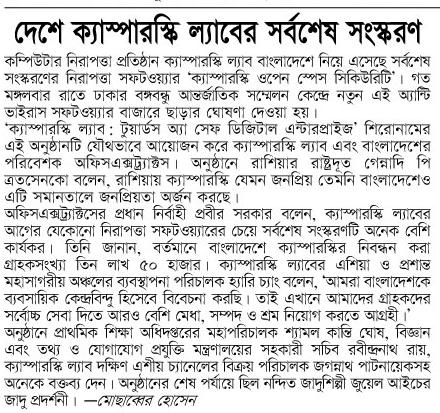 দেশে ক্যাস্পারস্কি ল্যাবের সর্বশেষ সংস্করণ
কম্পিউটার নিরাপত্তা প্রতিষ্ঠান ক্যাস্পারস্কি ল্যাব বাংলাদেশে নিয়ে এসেছে সর্বশেষ
সংস্করণের নিরাপত্তা সফটওয়্যার ‘ক্যাস্পারস্কি ওপেন স্পেস সিকিউরিটি’। গত
মঙ্গলবার রাতে ঢাকার বঙ্গবন্ধু আন্তর্জাতিক সম্মেলন কেন্দ্রে নতুন এই অ্যান্টি
ভাইরাস সফটওয়্যার বাজারে ছাড়ার ঘোষণা দেওয়া হয়।
‘ক্যাস্পারস্কি ল্যাব : টুয়ার্ডস অ্যা সেফ ডিজিটাল এন্টারপ্রাইজ’ শিরোনামের
এই অনুষ্ঠানটি যৌথভাবে আয়োজন করে ক্যাস্পারস্কি ল্যাব এবং বাংলাদেশের
পরিবেশক অফিসএক্সট্র্যাক্টস। অনুষ্ঠানে রাশিয়ার রাষ্ট্রদূত গেন্নাদি পি
ত্রতসেনকো বলেন, রাশিয়ায় ক্যাস্পারস্কি যেমন জনপ্রিয় তেমনি বাংলাদেশেও
এটি সমানতালে জনপ্রিয়তা অর্জন করছে।
অফিসএক্সট্র্যাক্টসের প্রধান নির্বাহী প্রবীর সরকার বলেন, ক্যাস্পারস্কি ল্যাবের
আগের যেকোনো নিরাপত্তা সফটওয়্যারের চেয়ে সর্বশেষ সংস্করণটি অনেক বেশি
কার্যকর। তিনি জানান, বর্তমানে বাংলাদেশে ক্যাস্পারস্কির নিবন্ধন করা
গ্রাহকসংখ্যা তিন লাখ ৫০ হাজার। ক্যাস্পারস্কি ল্যাবের এশিয়া ও প্রশান্ত
মহাসাগরীয় অঞ্চলের ব্যবস্থাপনা পরিচালক হ্যারি চ্যাং বলেন, ‘আমরা বাংলাদেশকে
ব্যবসায়িক কেন্দ্রবিন্দু হিসেবে বিবেচনা করছি। তাই এখানে আমাদের গ্রাহকদের
সর্বোচ্চ সেবা দিতে আরও বেশি মেধা, সম্পদ ও শ্রম নিয়োগ করতে আগ্রহী।’
অনুষ্ঠানে প্রাথমিক শিক্ষা অধিদপ্তরের মহাপরিচালক শ্যামল কান্তি ঘোষ, বিজ্ঞান
এবং তথ্য ও যোগাযোগ প্রযুক্তি মন্ত্রণালয়ের সহকারী সচিব রবীন্দ্রনাথ রায়,
ক্যাস্পারস্কি ল্যাব দক্ষিণ এশীয় চ্যানেলের বিক্রয় পরিচালক জগন্নাথ পাটনায়েকসহ
অনেকে বক্তব্য দেন। অনুষ্ঠানের শেষ পর্যায়ে ছিল নন্দিত জাদুশিল্পী জুয়েল আইচের
জাদু প্রদর্শনী। —মোছাব্বের হোসেন